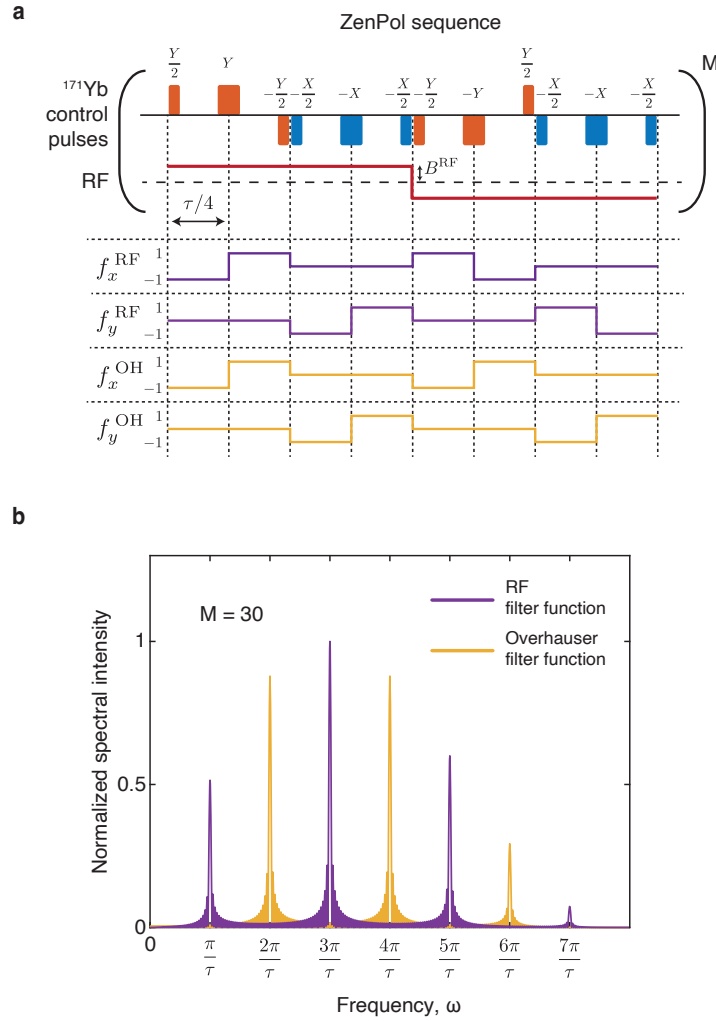 a
ZenPol sequence
M
Y/2 Y -Y/2 -X/2 -X -X/2 -Y/2 -Y Y/2 -X/2 -X -X/2
¹⁷¹Yb
control
pulses
RF
B^RF
τ/4
f_x^RF 1 -1
f_y^RF 1 -1
f_x^OH 1 -1
f_y^OH 1 -1
b
M = 30
RF
filter function
Overhauser
filter function
Normalized spectral intensity
1
0.5
0
0 π/τ 2π/τ 3π/τ 4π/τ 5π/τ 6π/τ 7π/τ
Frequency, ω